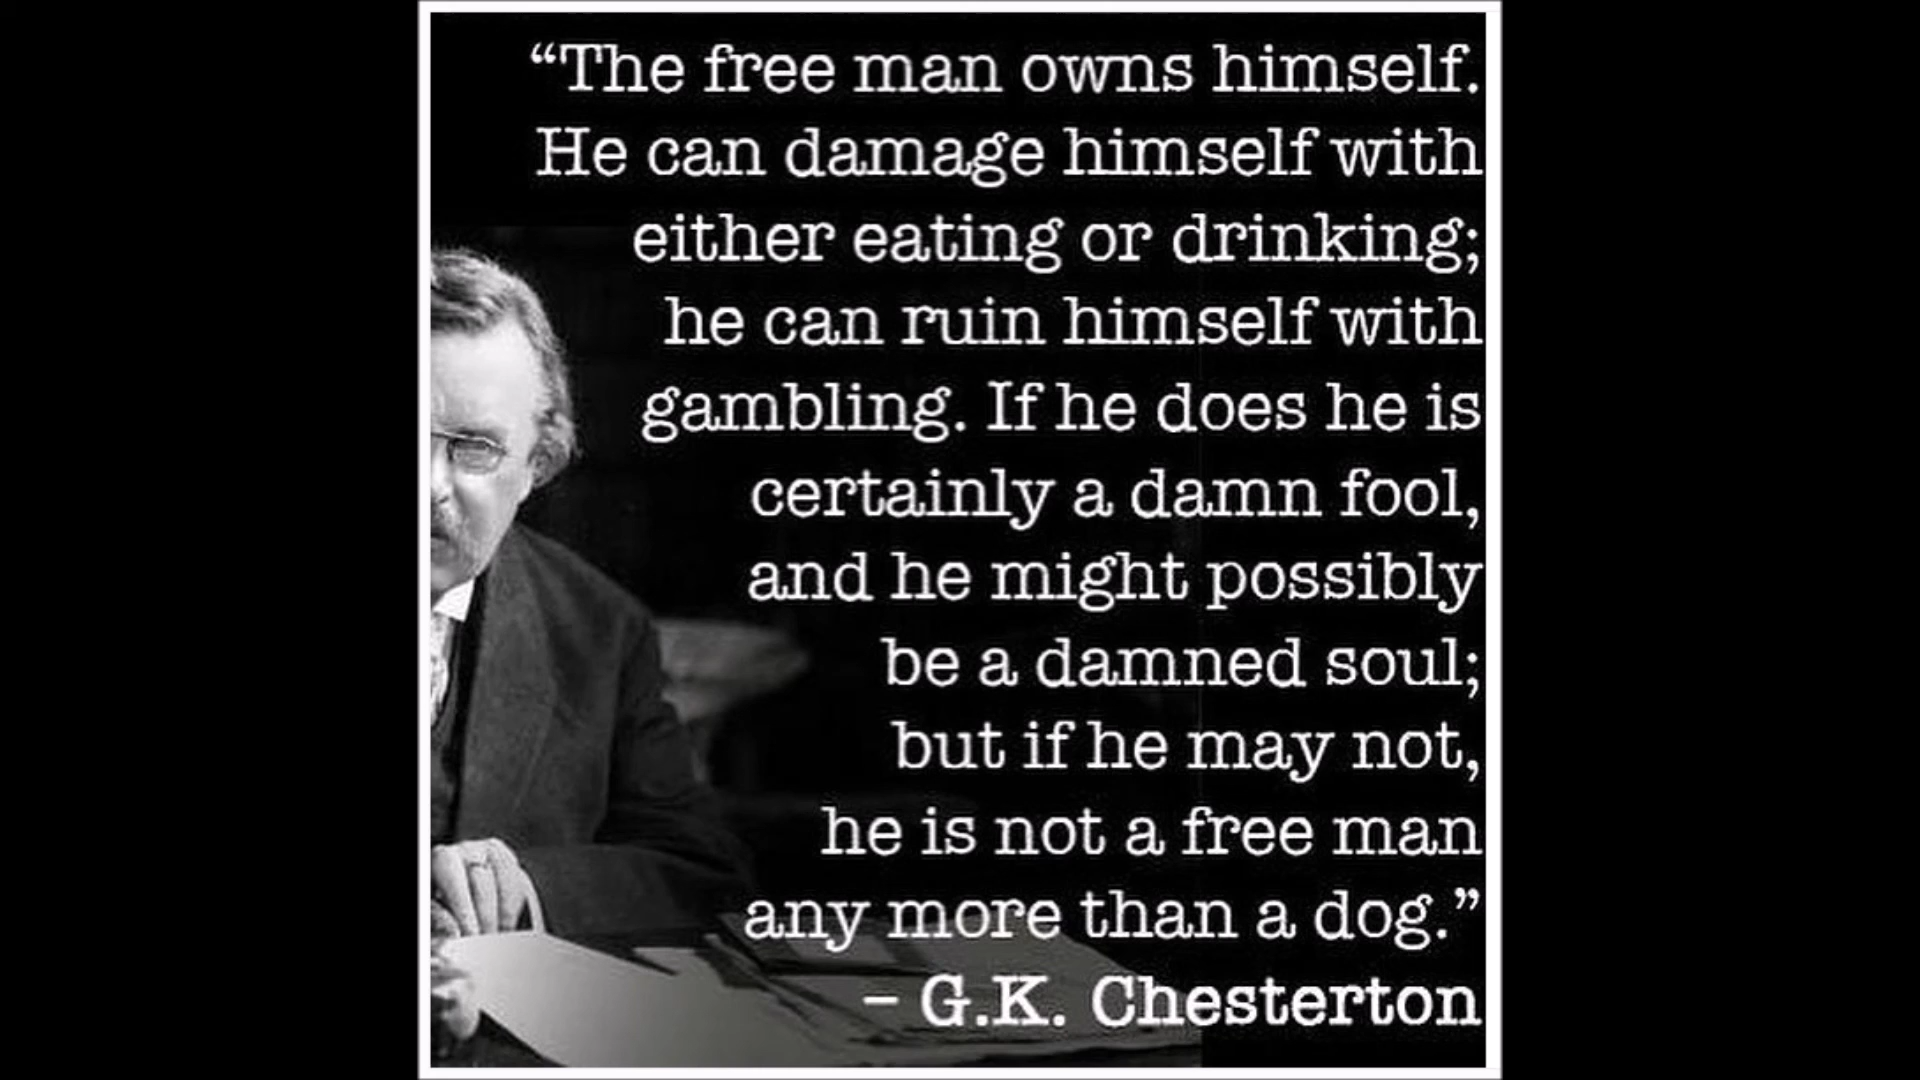 “The free man owns himself.
He can damage himself with
either eating or drinking;
he can ruin himself with
gambling. If he does he is
certainly a damn fool,
and he might possibly
be a damned soul;
but if he may not,
he is not a free man
any more than a dog.”
– G.K. Chesterton